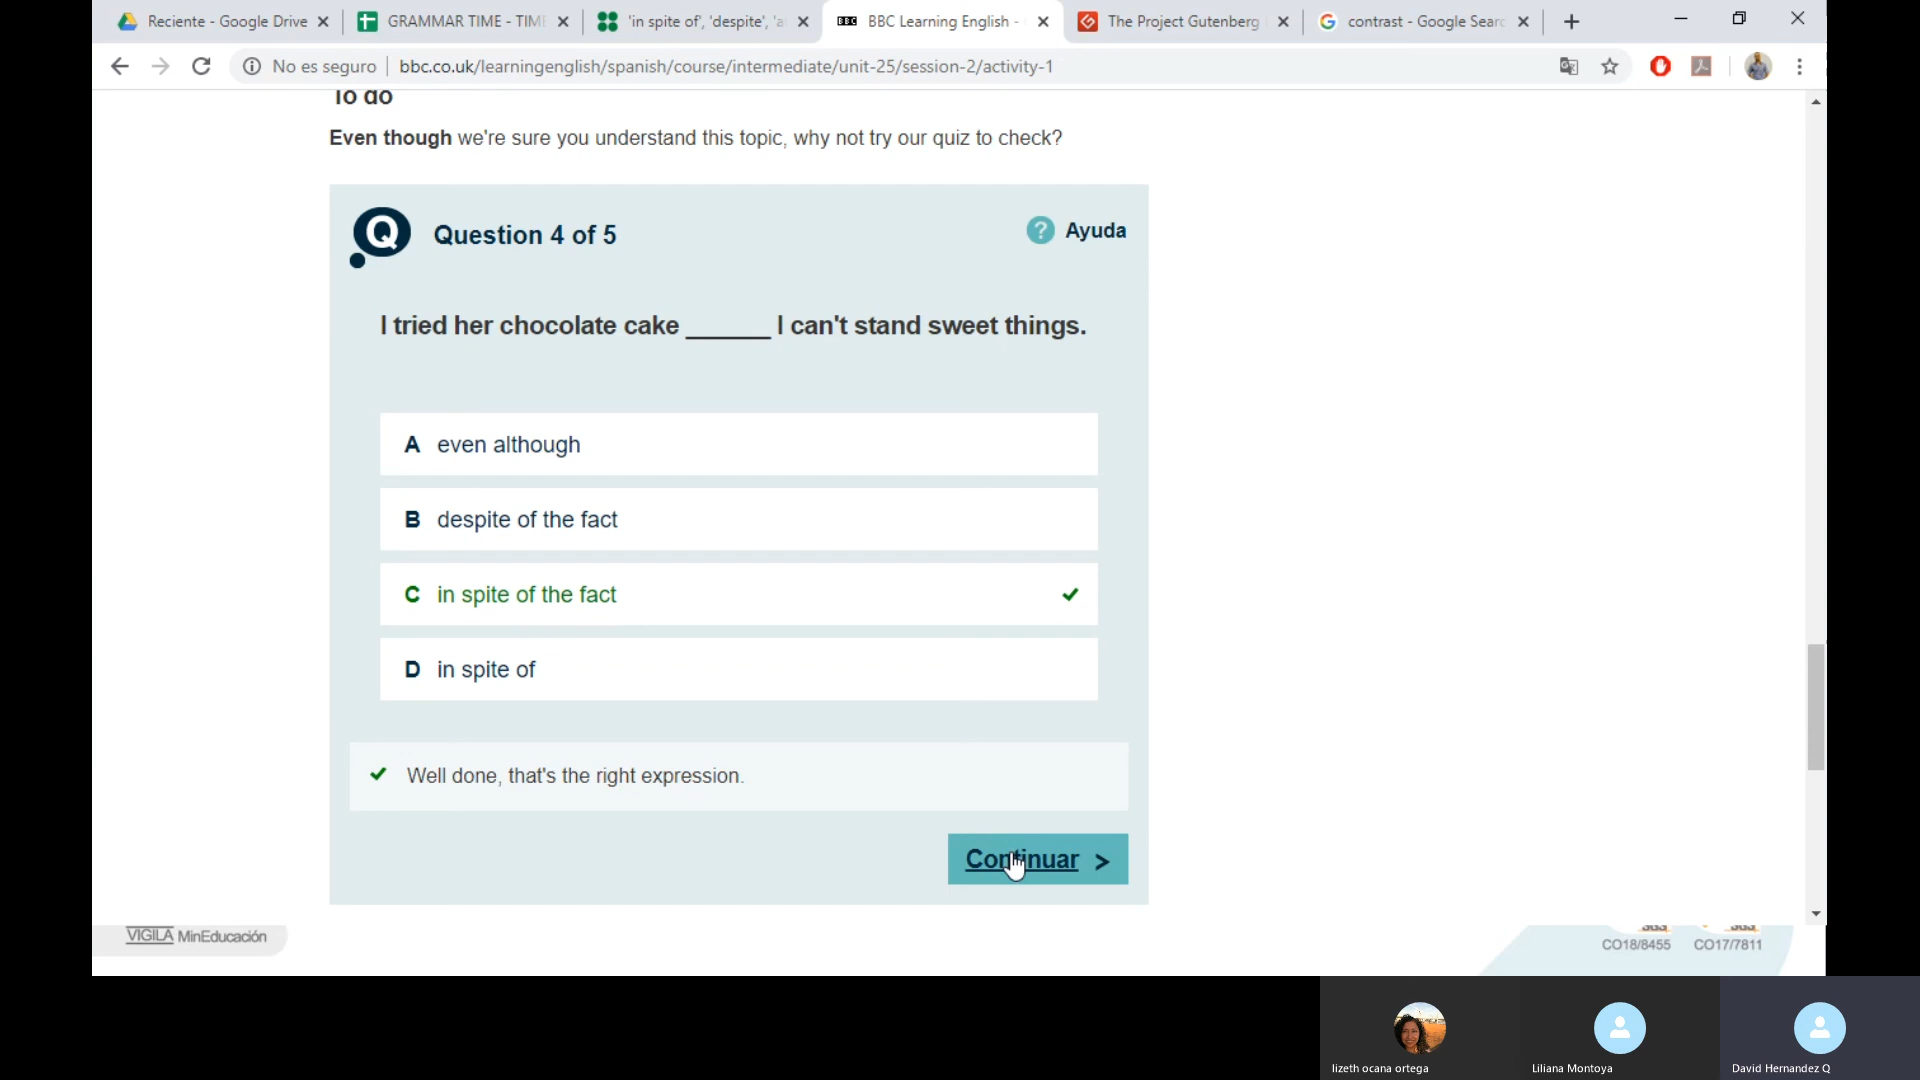 Reciente - Google Drive
GRAMMAR TIME - TIME
'in spite of', 'despite', 'al
BBC Learning English -
The Project Gutenberg
contrast - Google Searc
No es seguro
bbc.co.uk/learningenglish/spanish/course/intermediate/unit-25/session-2/activity-1
To do
Even though we're sure you understand this topic, why not try our quiz to check?
Q
Question 4 of 5
? Ayuda
I tried her chocolate cake ______ I can't stand sweet things.
A even although
B despite of the fact
C in spite of the fact
D in spite of
Well done, that's the right expression.
Continuar >
VIGILA MinEducación
SGS SGS
CO18/8455 CO17/7811
lizeth ocana ortega
Liliana Montoya
David Hernandez Q